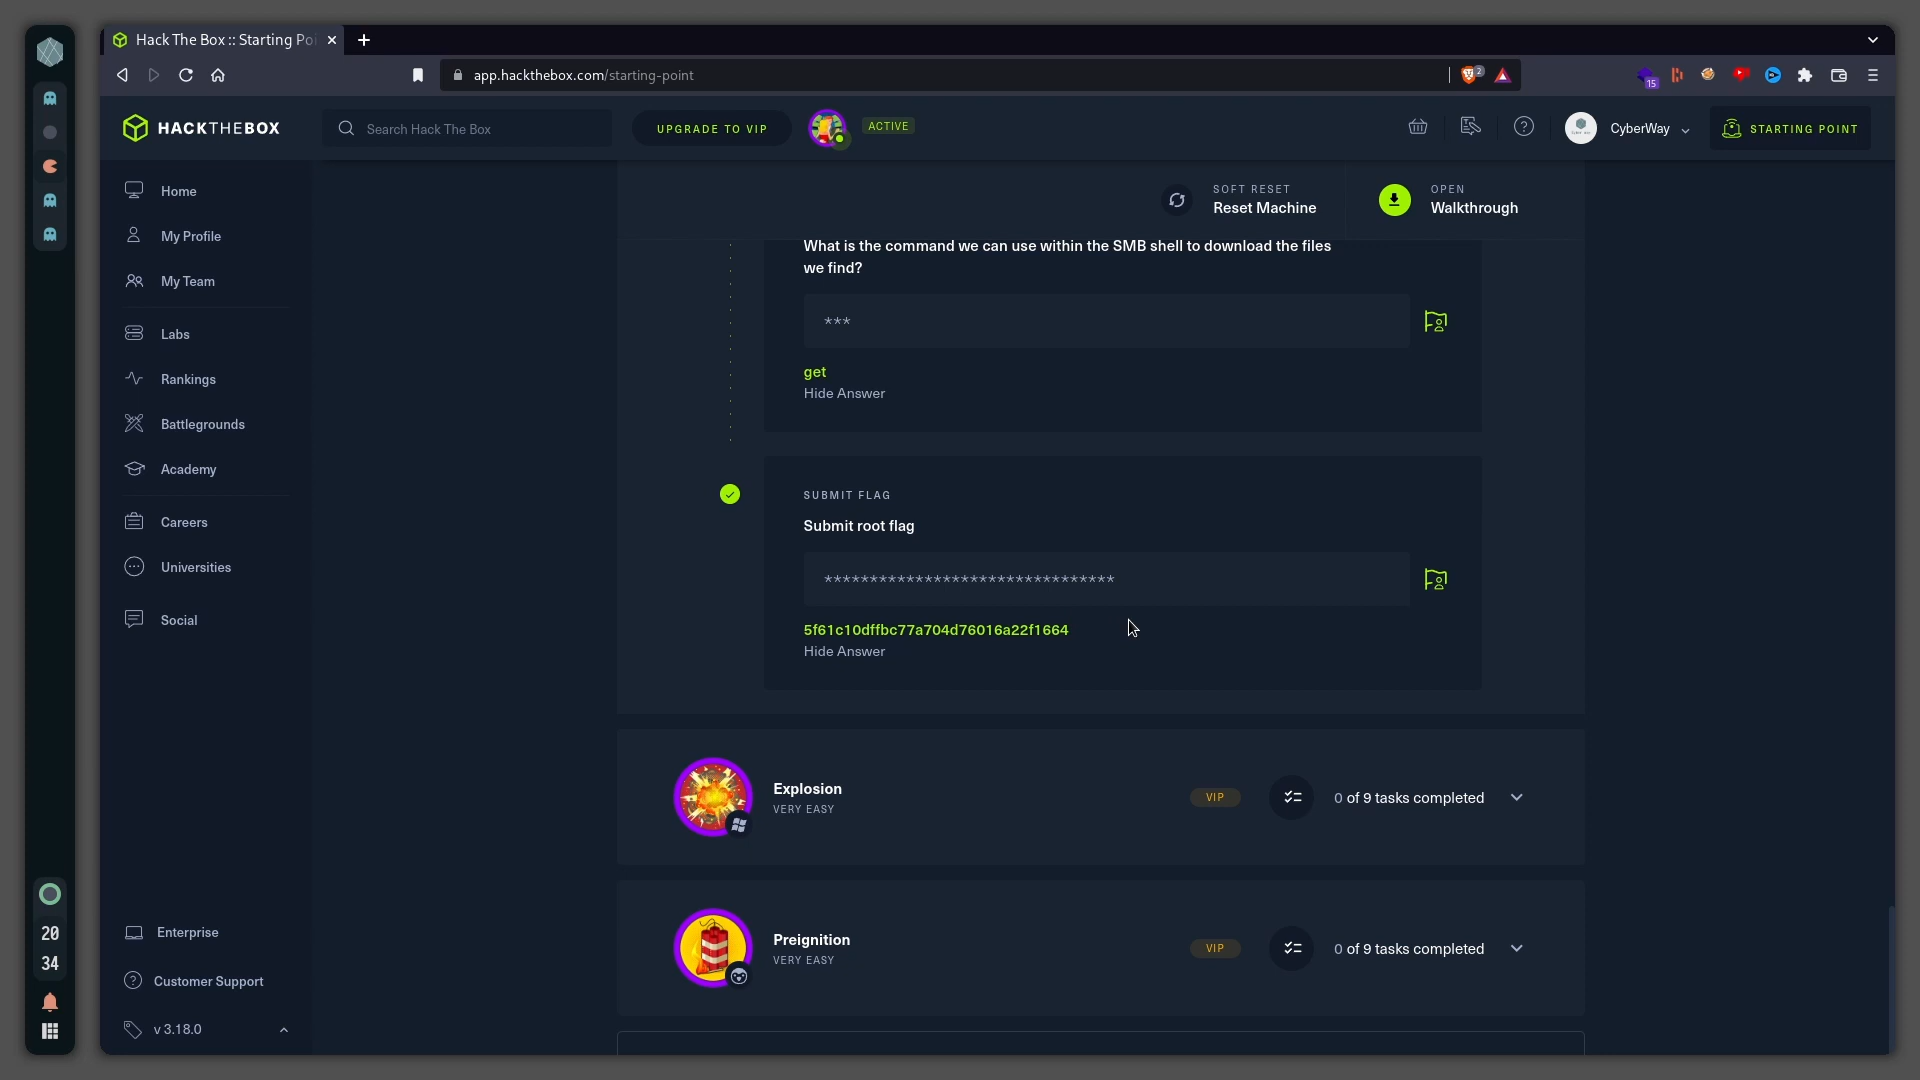 Hack The Box :: Starting Poi
app.hackthebox.com/starting-point
2
15
HACKTHEBOX
Search Hack The Box
UPGRADE TO VIP
ACTIVE
CyberWay
STARTING POINT
Home
My Profile
My Team
Labs
Rankings
Battlegrounds
Academy
Careers
Universities
Social
Enterprise
Customer Support
v 3.18.0
20
34
SOFT RESET
Reset Machine
OPEN
Walkthrough
What is the command we can use within the SMB shell to download the files
we find?
***
get
Hide Answer
SUBMIT FLAG
Submit root flag
********************************
5f61c10dffbc77a704d76016a22f1664
Hide Answer
Explosion
VERY EASY
VIP
0 of 9 tasks completed
Preignition
VERY EASY
VIP
0 of 9 tasks completed